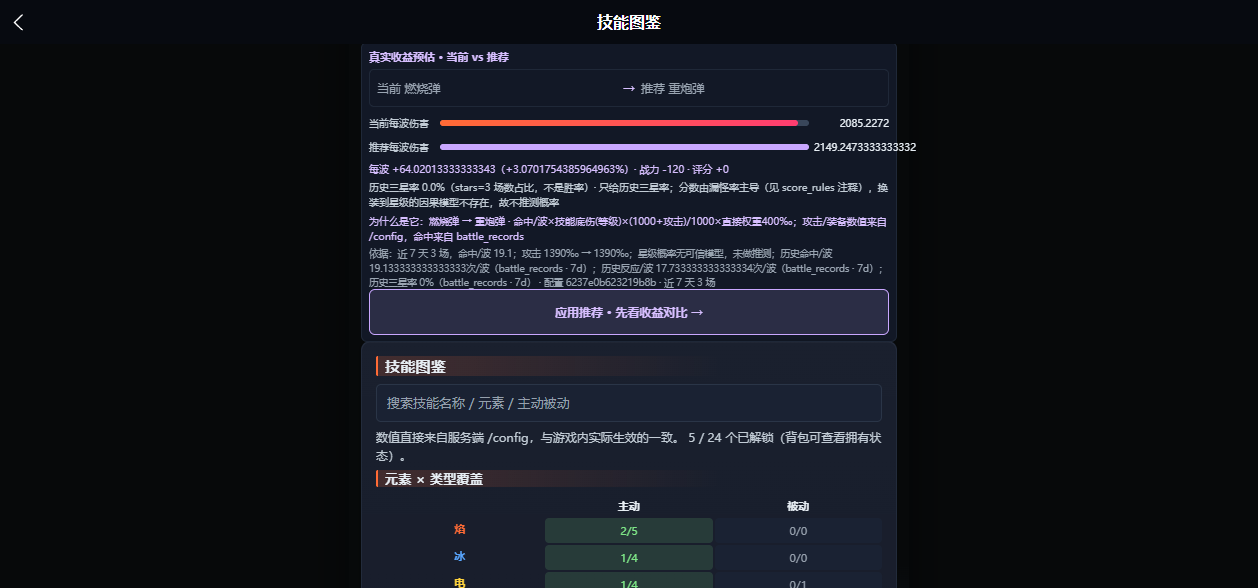 技能图鉴
真实收益预估 · 当前 vs 推荐
当前 燃烧弹 → 推荐 重炮弹
当前每波伤害 2085.2272
推荐每波伤害 2149.2473333333332
每波 +64.02013333333343（+3.0701754385964963%）· 战力 -120 · 评分 +0
历史三星率 0.0%（stars=3 场数占比，不是胜率）· 只给历史三星率；分数由漏怪率主导（见 score_rules 注释），换
装到星级的因果模型不存在，故不推测概率
为什么是它：燃烧弹 → 重炮弹 · 命中/波×技能底伤(等级)×(1000+攻击)/1000×直接权重400‰；攻击/装备数值来自
/config，命中来自 battle_records
依据：近 7 天 3 场，命中/波 19.1；攻击 1390‰ → 1390‰；星级概率无可信模型，未做推测；历史命中/波
19.133333333333333次/波（battle_records · 7d）；历史反应/波 17.733333333333334次/波（battle_records · 7d）；
历史三星率 0%（battle_records · 7d）· 配置 6237e0b623219b8b · 近 7 天 3 场
应用推荐 · 先看收益对比 →
技能图鉴
搜索技能名称 / 元素 / 主动被动
数值直接来自服务端 /config，与游戏内实际生效的一致。 5 / 24 个已解锁（背包可查看拥有状
态）。
元素 × 类型覆盖
主动 被动
焰 2/5 0/0
冰 1/4 0/0
电 1/4 0/1